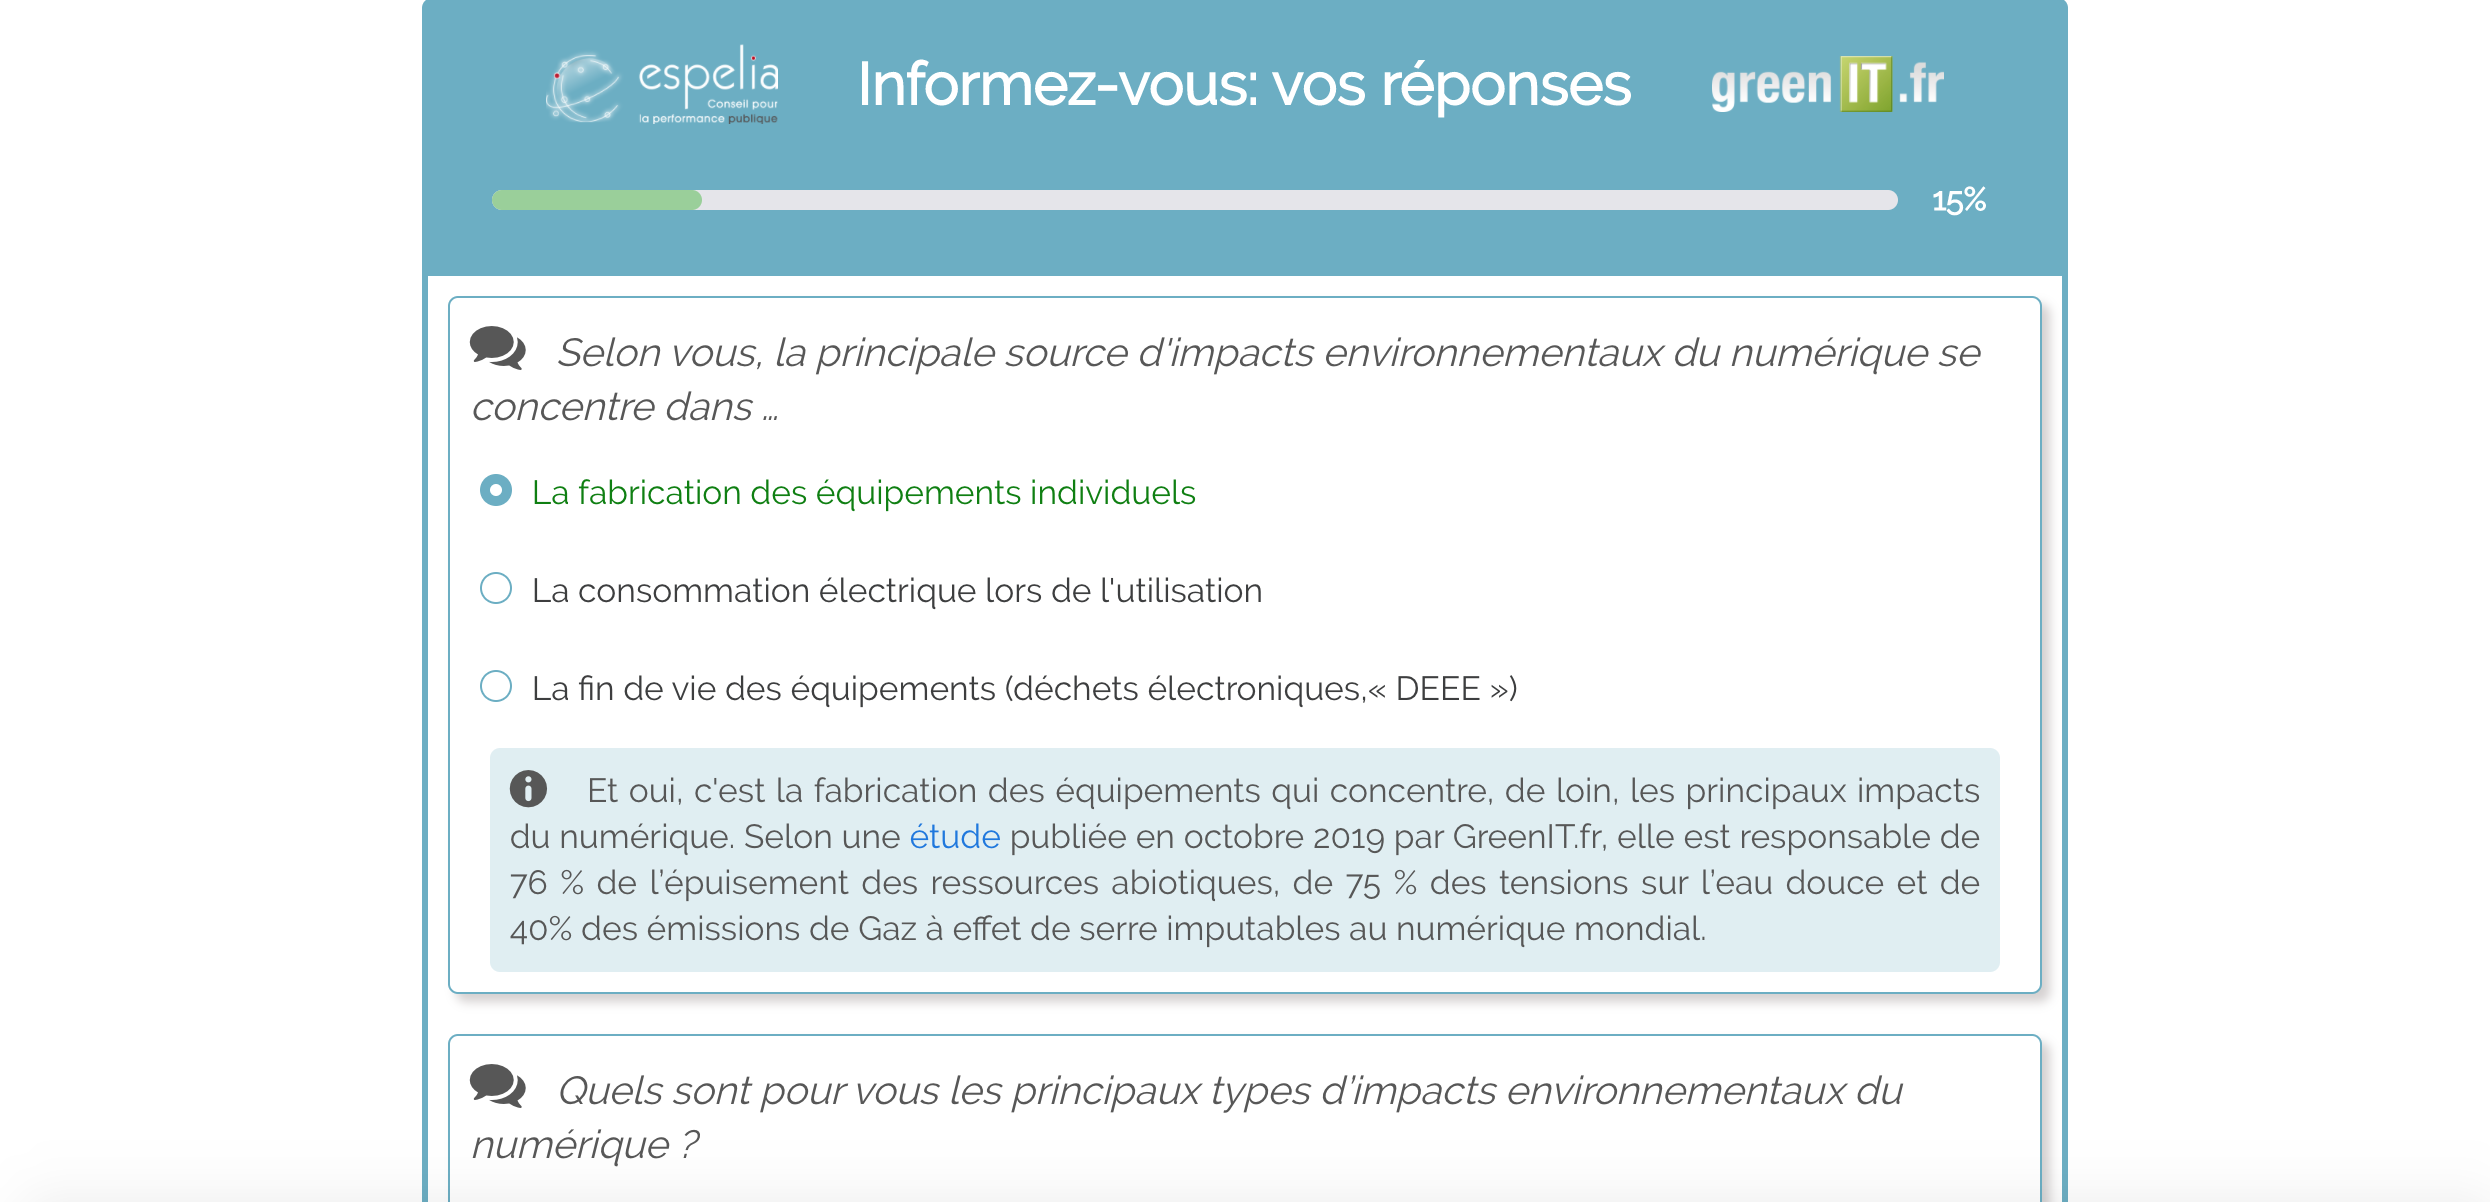 espelia
Conseil pour
la performance publique
Informez-vous: vos réponses
green IT .fr
15%
Selon vous, la principale source d'impacts environnementaux du numérique se
concentre dans ...
La fabrication des équipements individuels
La consommation électrique lors de l'utilisation
La fin de vie des équipements (déchets électroniques,« DEEE »)
Et oui, c'est la fabrication des équipements qui concentre, de loin, les principaux impacts
du numérique. Selon une étude publiée en octobre 2019 par GreenIT.fr, elle est responsable de
76 % de l’épuisement des ressources abiotiques, de 75 % des tensions sur l’eau douce et de
40% des émissions de Gaz à effet de serre imputables au numérique mondial.
Quels sont pour vous les principaux types d’impacts environnementaux du
numérique ?